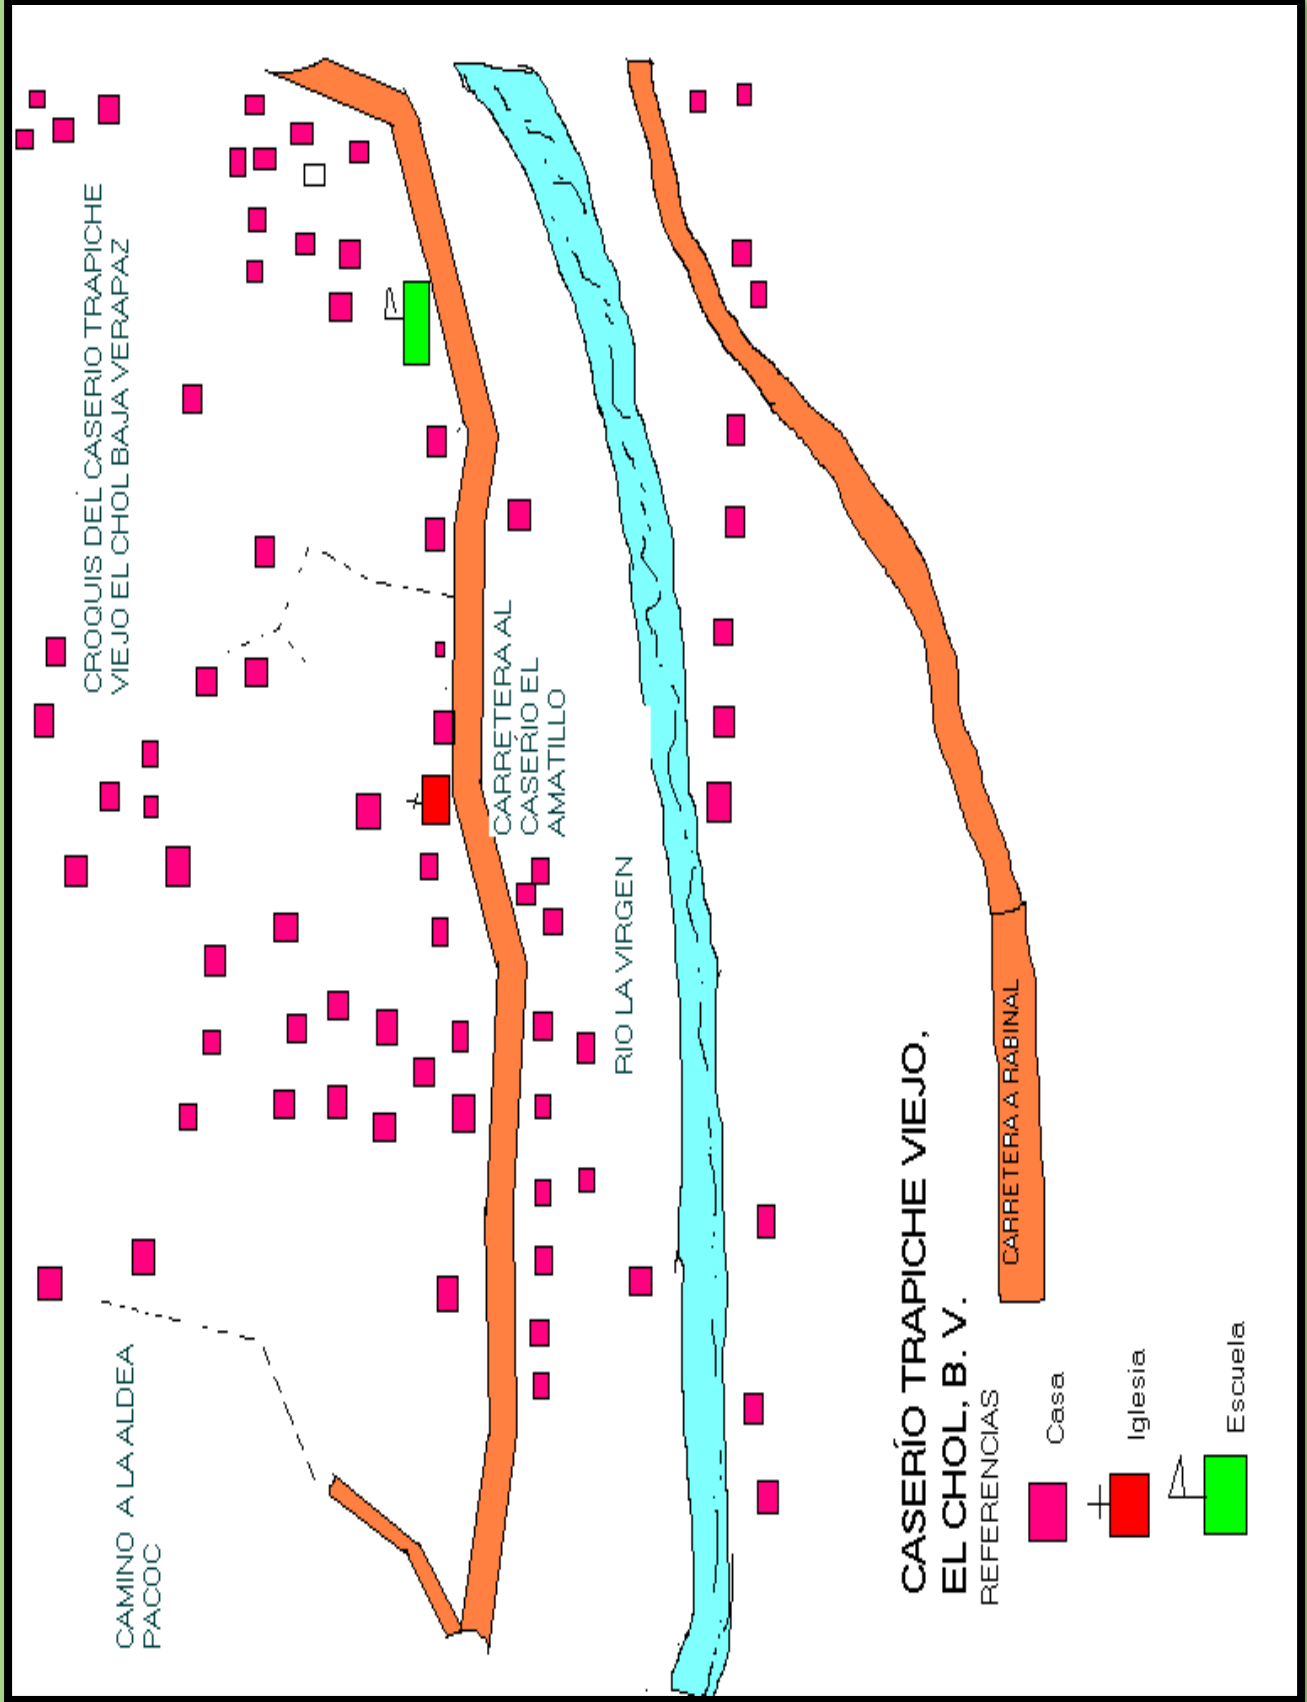 CROQUIS DEL CASERIO TRAPICHE
VIEJO EL CHOL BAJA VERAPAZ
CAMINO A LA ALDEA
PACOC
CARRETERA AL
CASERIO EL
AMATILLO
RIO LA VIRGEN
CARRETERA A RABINAL
CASERÍO TRAPICHE VIEJO,
EL CHOL, B. V.
REFERENCIAS
Casa
Iglesia
Escuela